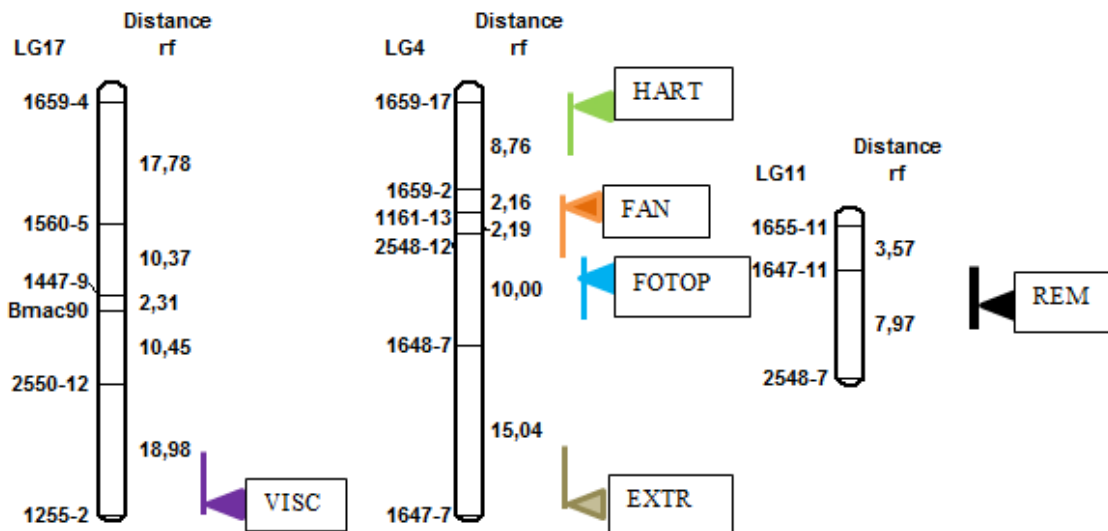 LG17
Distance
rf
1659-4
17,78
1560-5
10,37
1447-9
2,31
Bmac90
10,45
2550-12
18,98
1255-2
VISC
LG4
Distance
rf
1659-17
8,76
1659-2
2,16
1161-13
2,19
2548-12
10,00
1648-7
15,04
1647-7
HART
FAN
FOTOP
EXTR
LG11
Distance
rf
1655-11
3,57
1647-11
7,97
2548-7
REM